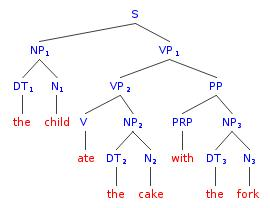 S
NP1 VP1
DT1 N1 VP2 PP
the child V NP2 PRP NP3
ate DT2 N2 with DT3 N3
the cake the fork